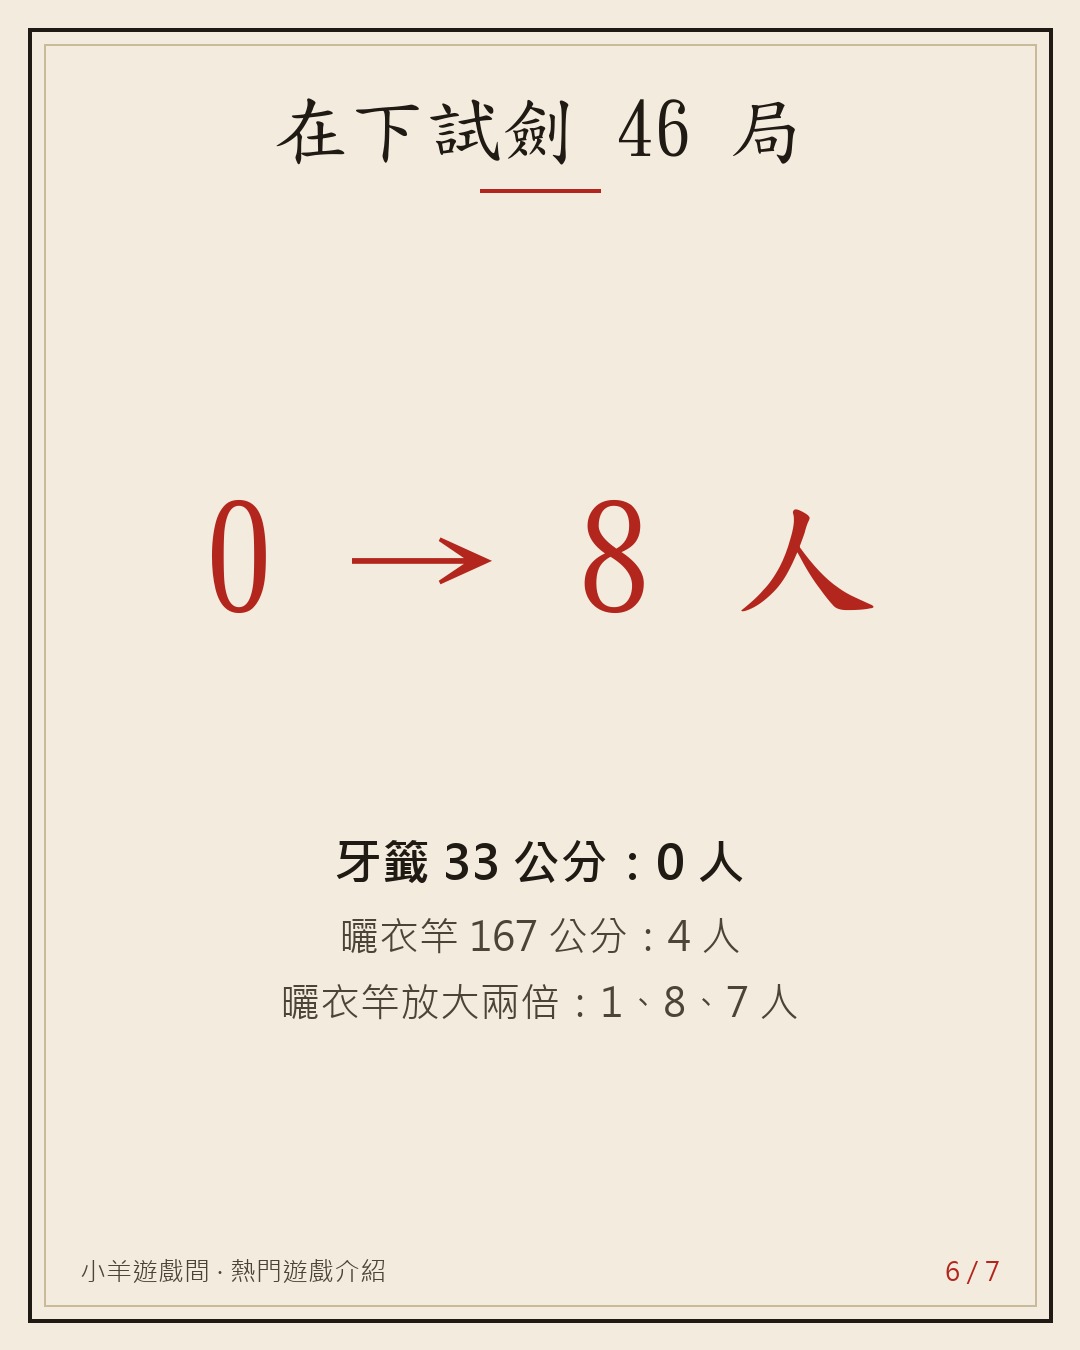 在下試劍 46 局
0 → 8 人
牙籤 33 公分：0 人
曬衣竿 167 公分：4 人
曬衣竿放大兩倍：1、8、7 人
小羊遊戲間 · 熱門遊戲介紹
6 / 7